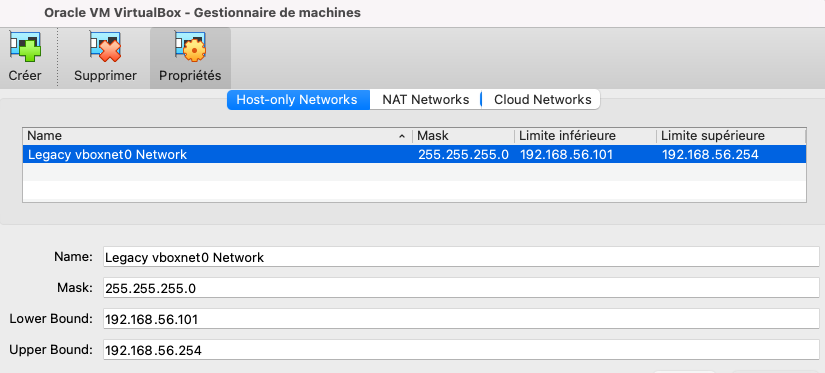 Oracle VM VirtualBox - Gestionnaire de machines
Créer Supprimer Propriétés
Host-only Networks NAT Networks Cloud Networks
Name Mask Limite inférieure Limite supérieure
Legacy vboxnet0 Network 255.255.255.0 192.168.56.101 192.168.56.254
Name: Legacy vboxnet0 Network
Mask: 255.255.255.0
Lower Bound: 192.168.56.101
Upper Bound: 192.168.56.254